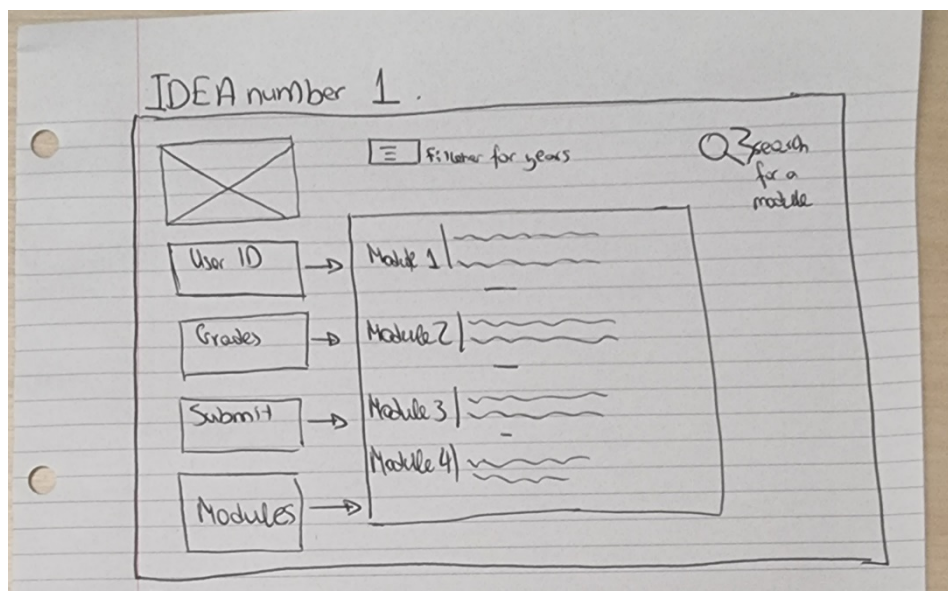 IDEA number 1.
Filleter for years
search
for a
module
User ID
Module 1
Grades
Module 2
Submit
Module 3
Module 4
Modules